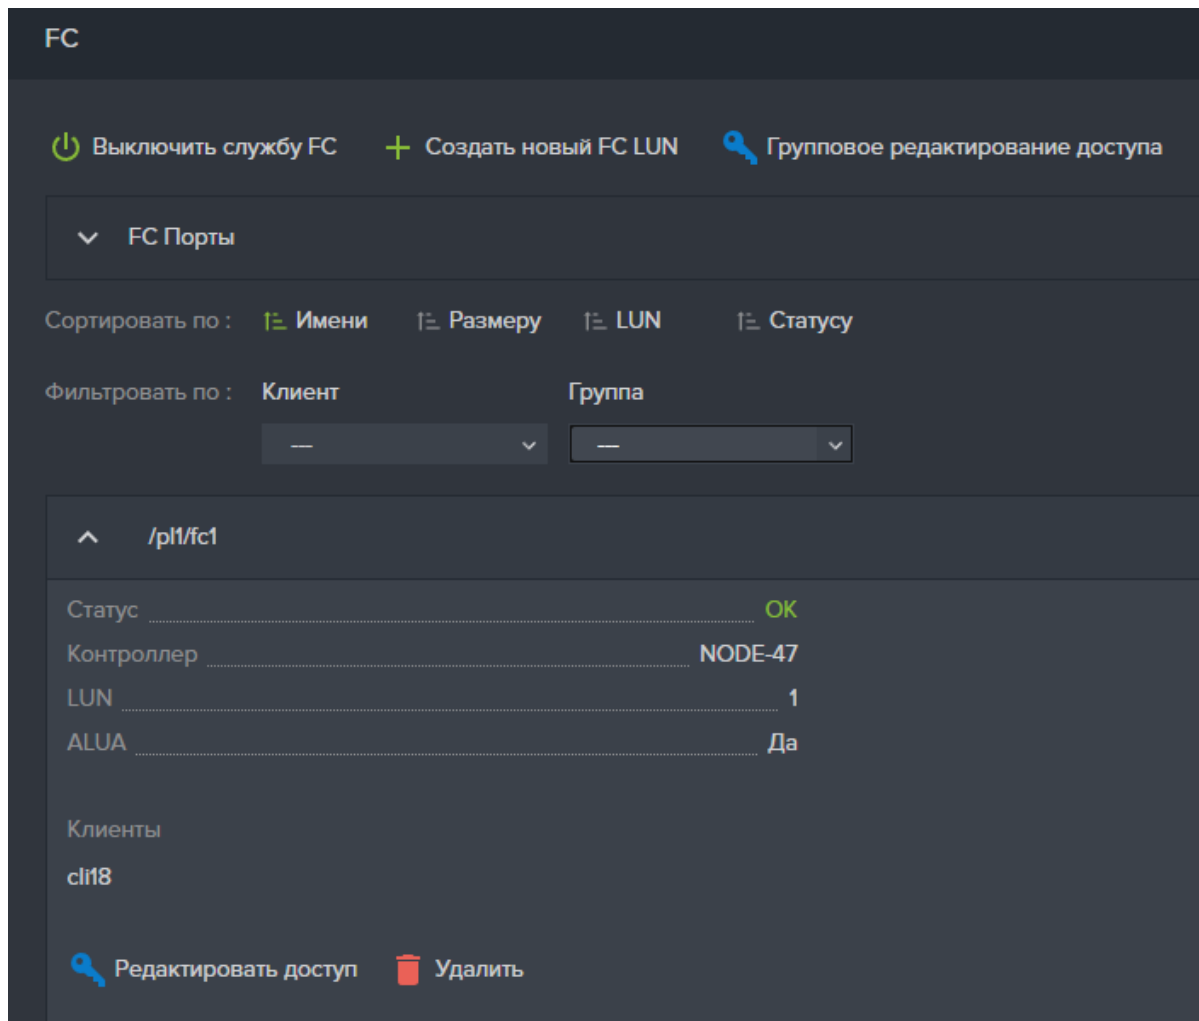 FC
Выключить службу FC Создать новый FC LUN Групповое редактирование доступа
FC Порты
Сортировать по : Имени Размеру LUN Статусу
Фильтровать по : Клиент Группа
--- ---
/pl1/fc1
Статус OK
Контроллер NODE-47
LUN 1
ALUA Да
Клиенты
cli18
Редактировать доступ Удалить